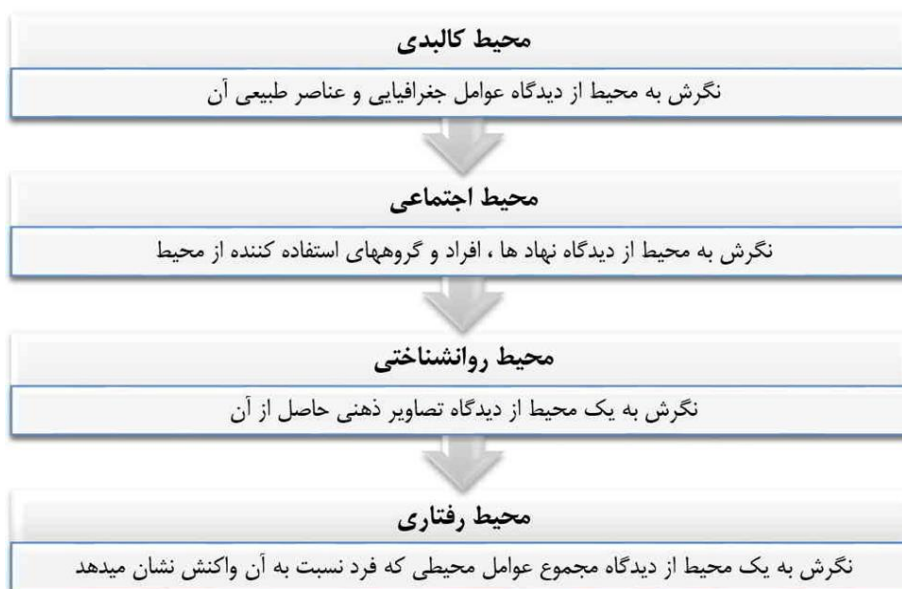 محیط کالبدی
نگرش به محیط از دیدگاه عوامل جغرافیایی و عناصر طبیعی آن
محیط اجتماعی
نگرش به محیط از دیدگاه نهاد ها ، افراد و گروههای استفاده کننده از محیط
محیط روانشناختی
نگرش به یک محیط از دیدگاه تصاویر ذهنی حاصل از آن
محیط رفتاری
نگرش به یک محیط از دیدگاه مجموع عوامل محیطی که فرد نسبت به آن واکنش نشان میدهد